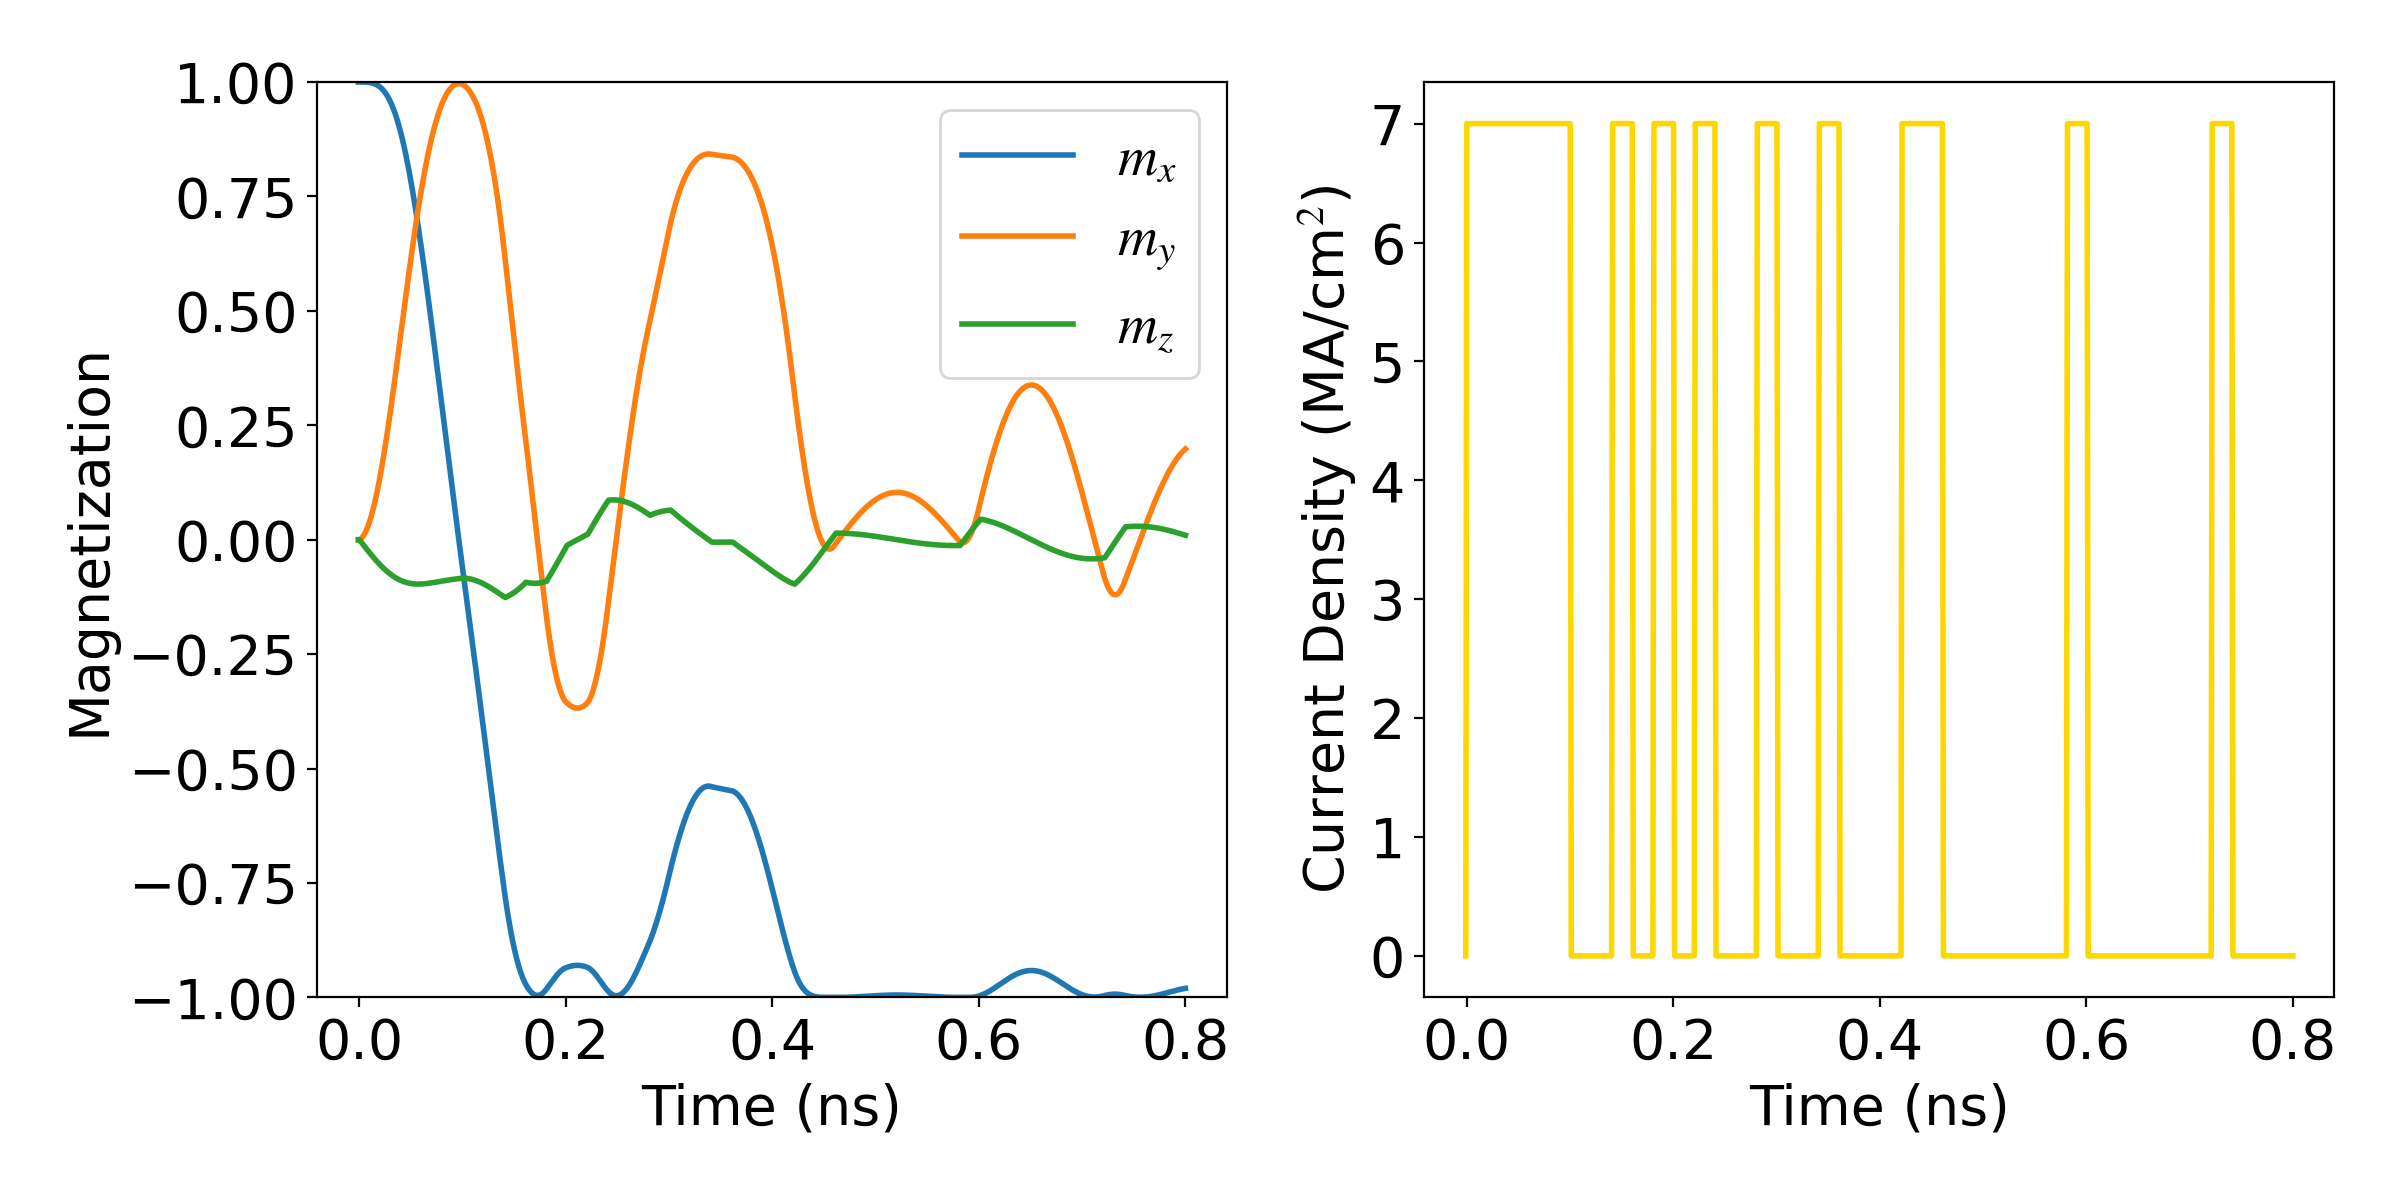 1.00
0.75
0.50
0.25
0.00
−0.25
−0.50
−0.75
−1.00
Magnetization
0.0 0.2 0.4 0.6 0.8
Time (ns)
m_x
m_y
m_z
7
6
5
4
3
2
1
0
Current Density (MA/cm²)
0.0 0.2 0.4 0.6 0.8
Time (ns)